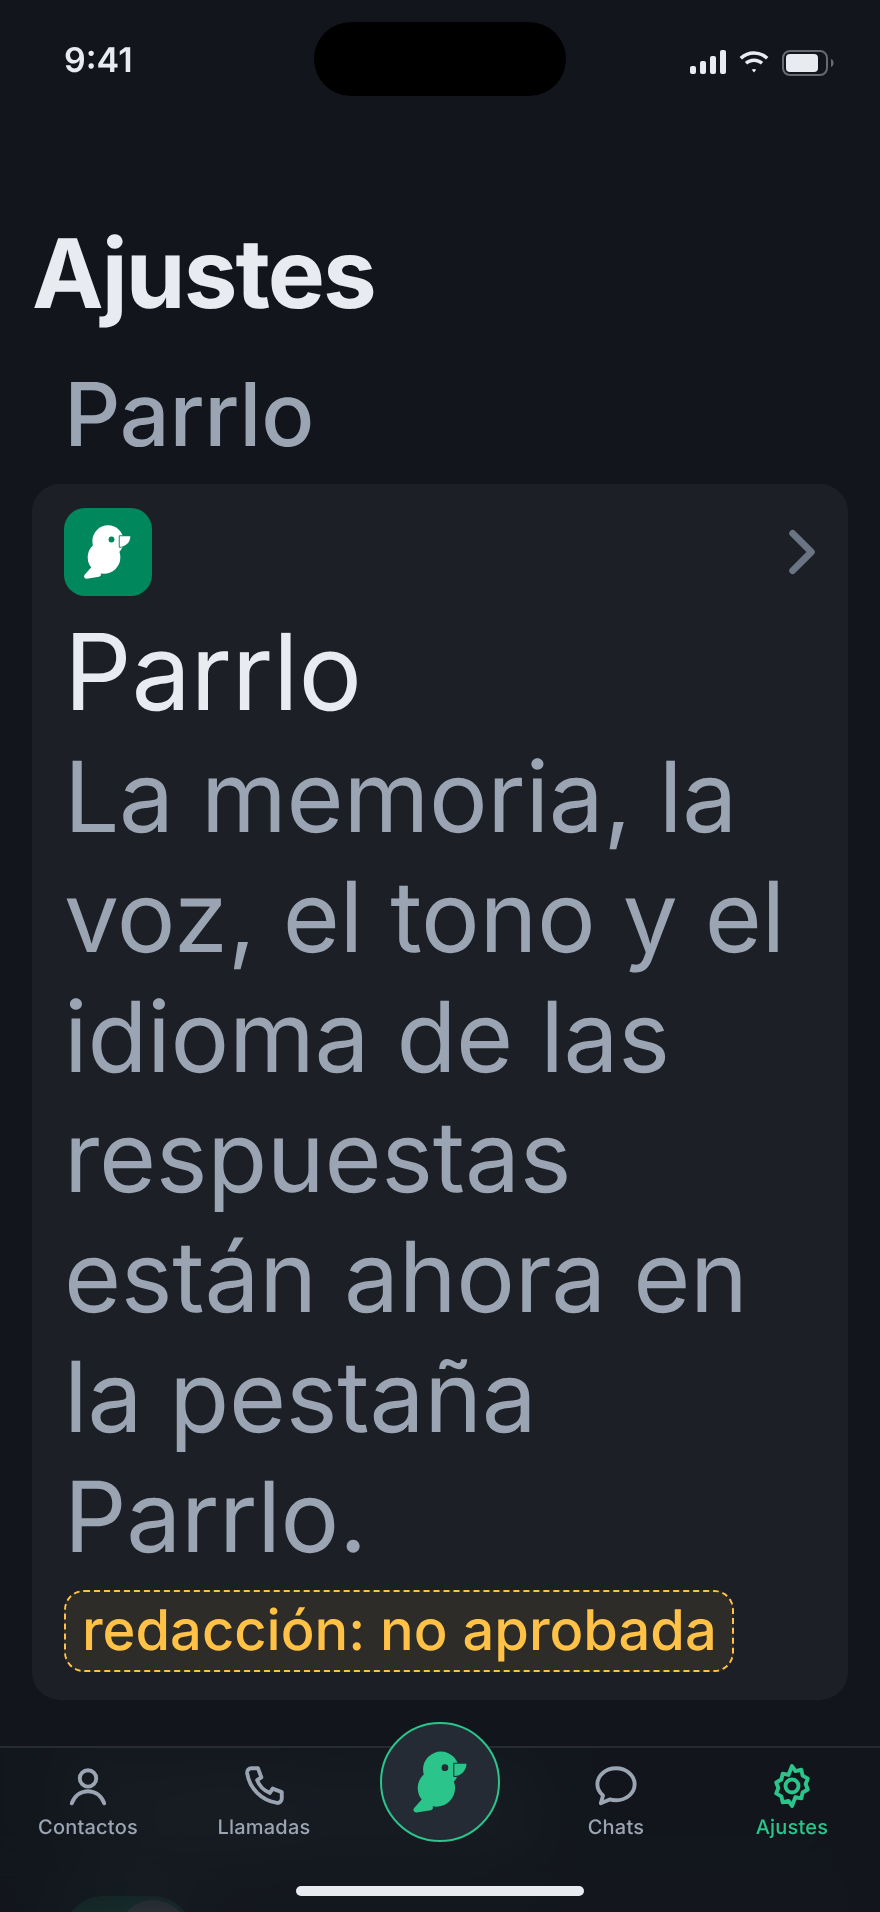 9:41
Ajustes
Parrlo
Parrlo
La memoria, la
voz, el tono y el
idioma de las
respuestas
están ahora en
la pestaña
Parrlo.
redacción: no aprobada
Contactos
Llamadas
Chats
Ajustes